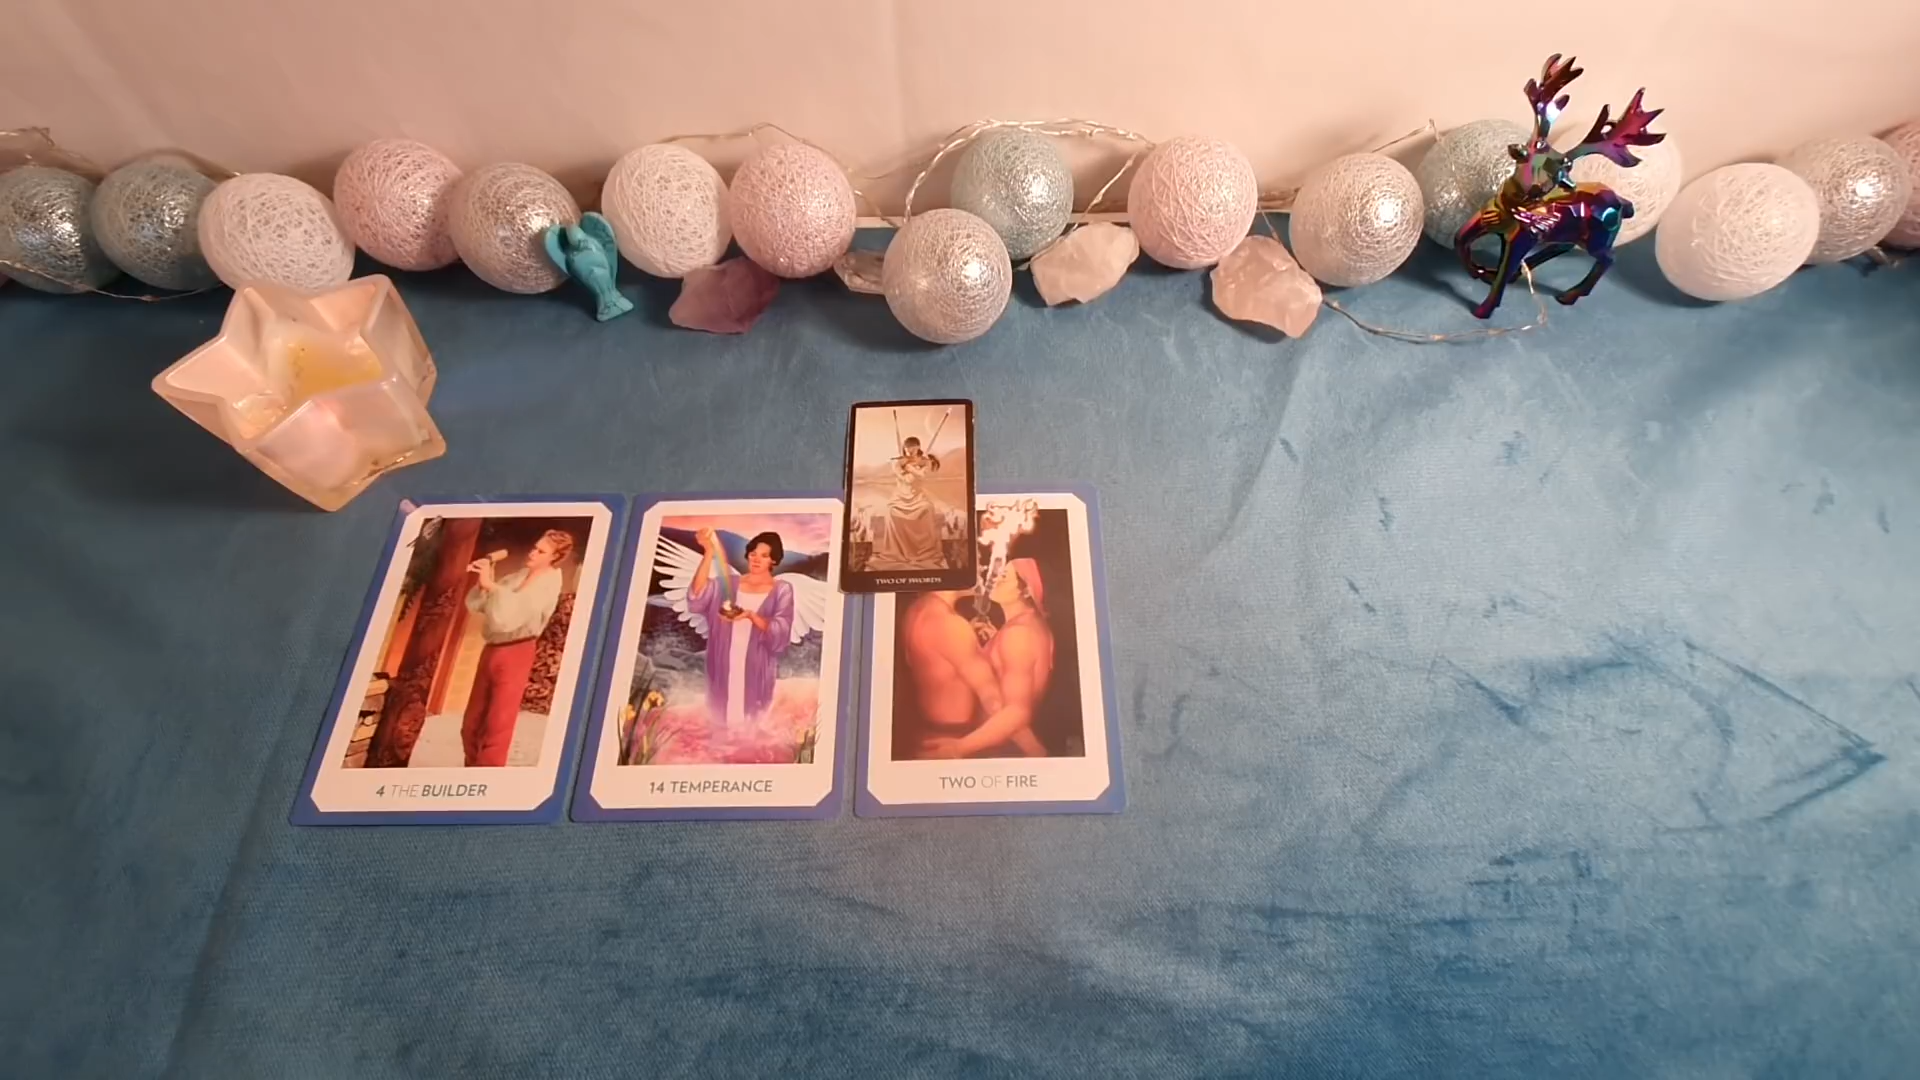 TWO OF SWORDS
4 THE BUILDER
14 TEMPERANCE
TWO OF FIRE